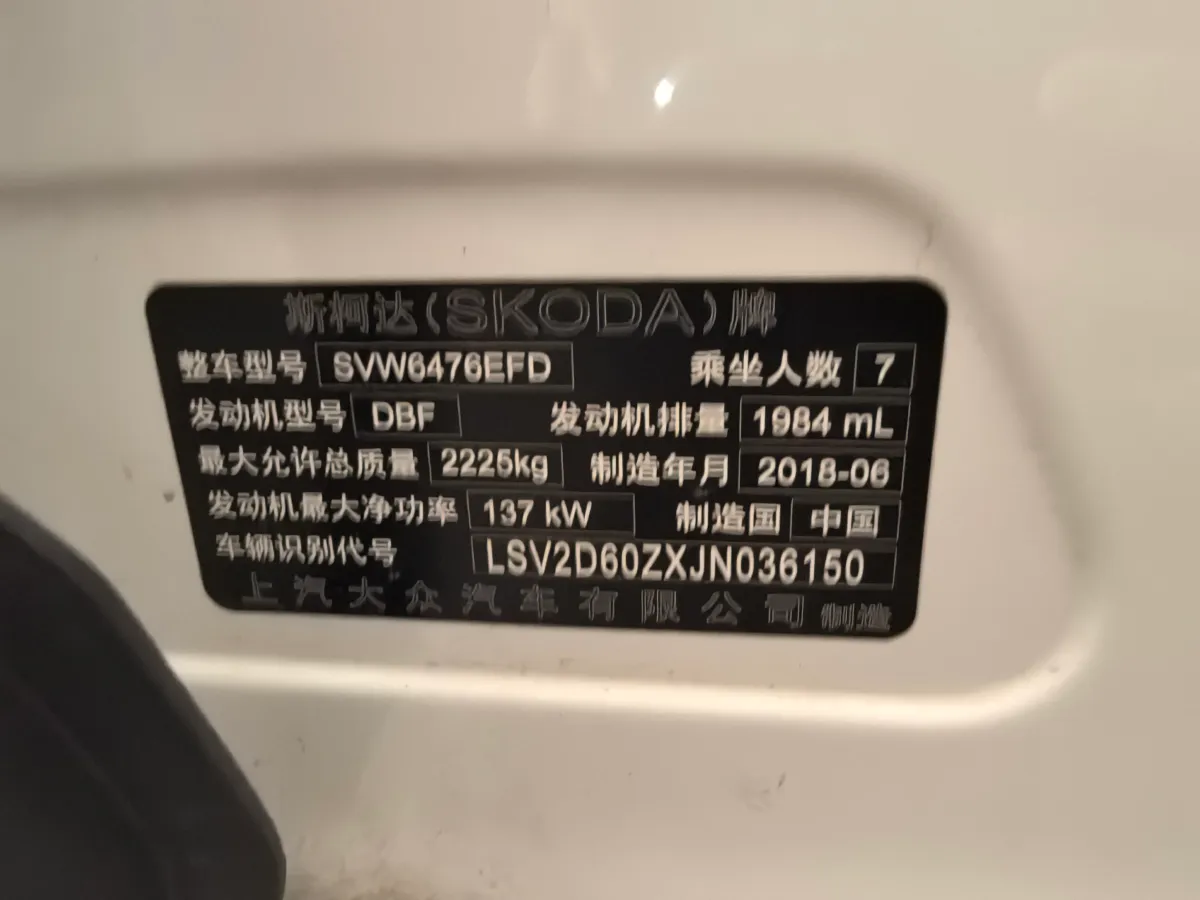 斯柯达(SKODA)牌
整车型号 SVW6476EFD 乘坐人数 7
发动机型号 DBF 发动机排量 1984 mL
最大允许总质量 2225kg 制造年月 2018-06
发动机最大净功率 137 kW 制造国 中国
车辆识别代号 LSV2D60ZXJN036150
上汽大众汽车有限公司 制造